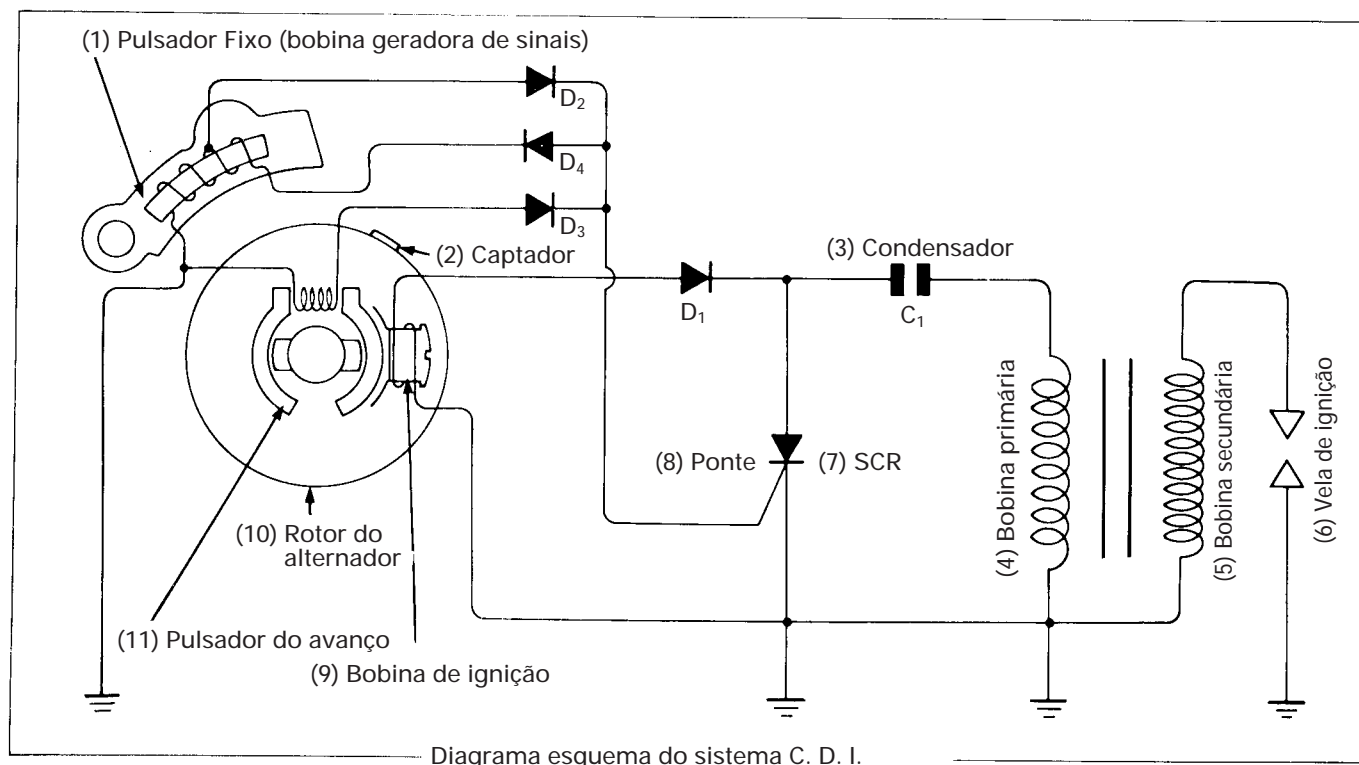 (1) Pulsador Fixo (bobina geradora de sinais)
D2
D4
D3
(2) Captador
(3) Condensador
D1
C1
(4) Bobina primária
(5) Bobina secundária
(6) Vela de ignição
(8) Ponte
(7) SCR
(10) Rotor do
alternador
(11) Pulsador do avanço
(9) Bobina de ignição
Diagrama esquema do sistema C. D. I.